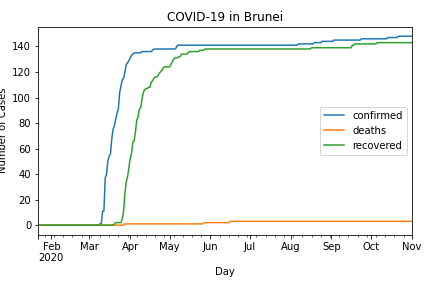 COVID-19 in Brunei
Number of Cases
140
120
100
80
60
40
20
0
confirmed
deaths
recovered
Feb Mar Apr May Jun Jul Aug Sep Oct Nov
2020
Day